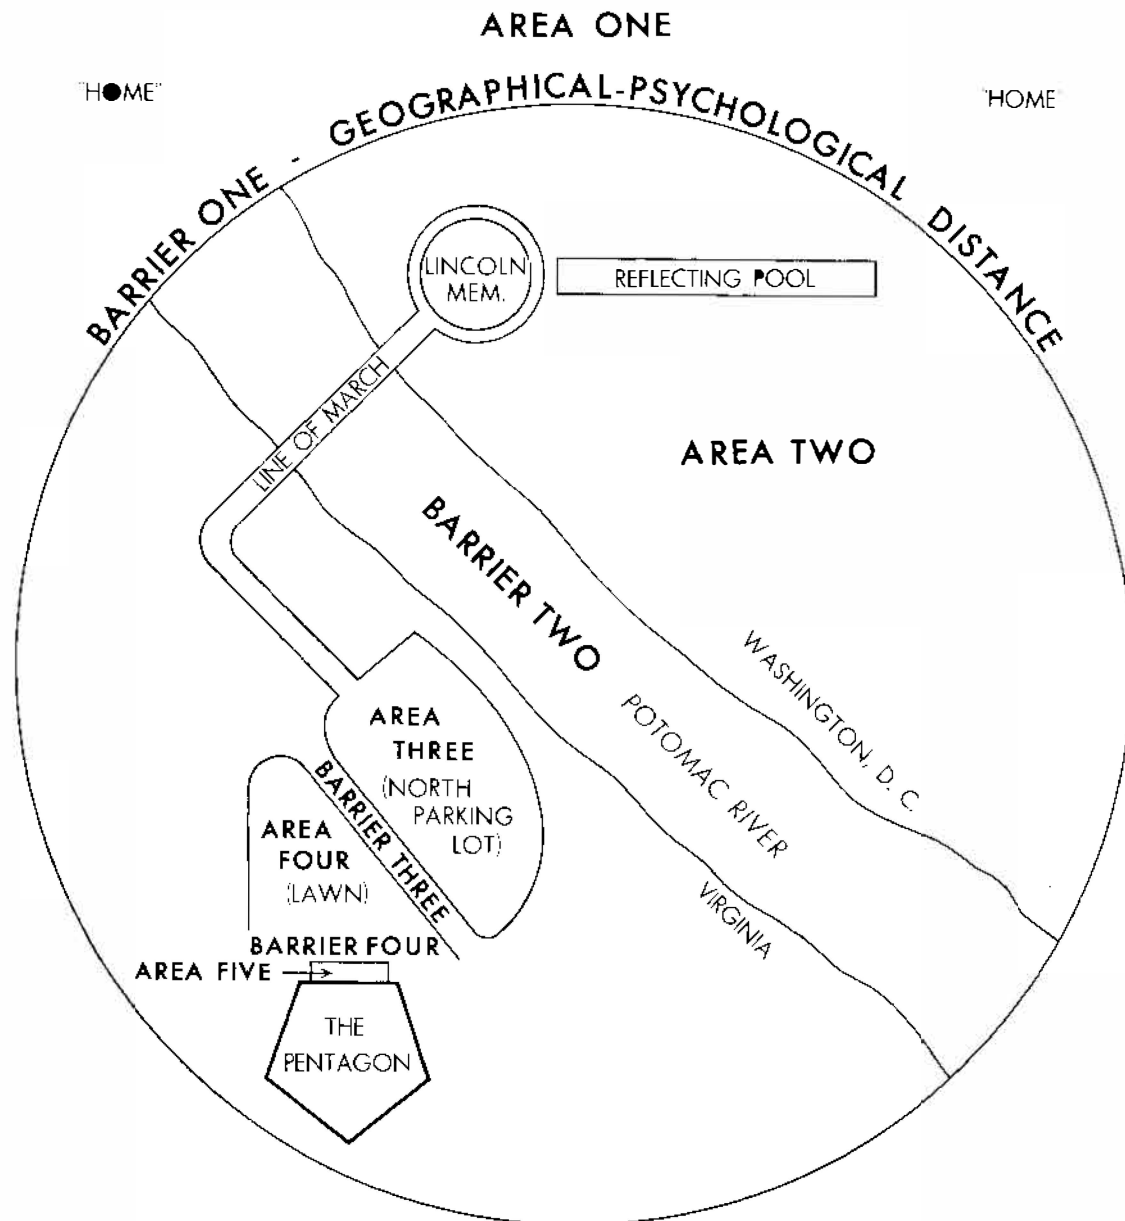 AREA ONE
"HOME"
"HOME"
BARRIER ONE - GEOGRAPHICAL-PSYCHOLOGICAL DISTANCE
LINCOLN
MEM.
REFLECTING POOL
LINE OF MARCH
AREA TWO
BARRIER TWO
WASHINGTON, D. C.
POTOMAC RIVER
VIRGINIA
AREA
THREE
(NORTH
PARKING
LOT)
BARRIER THREE
AREA
FOUR
(LAWN)
BARRIER FOUR
AREA FIVE
THE
PENTAGON